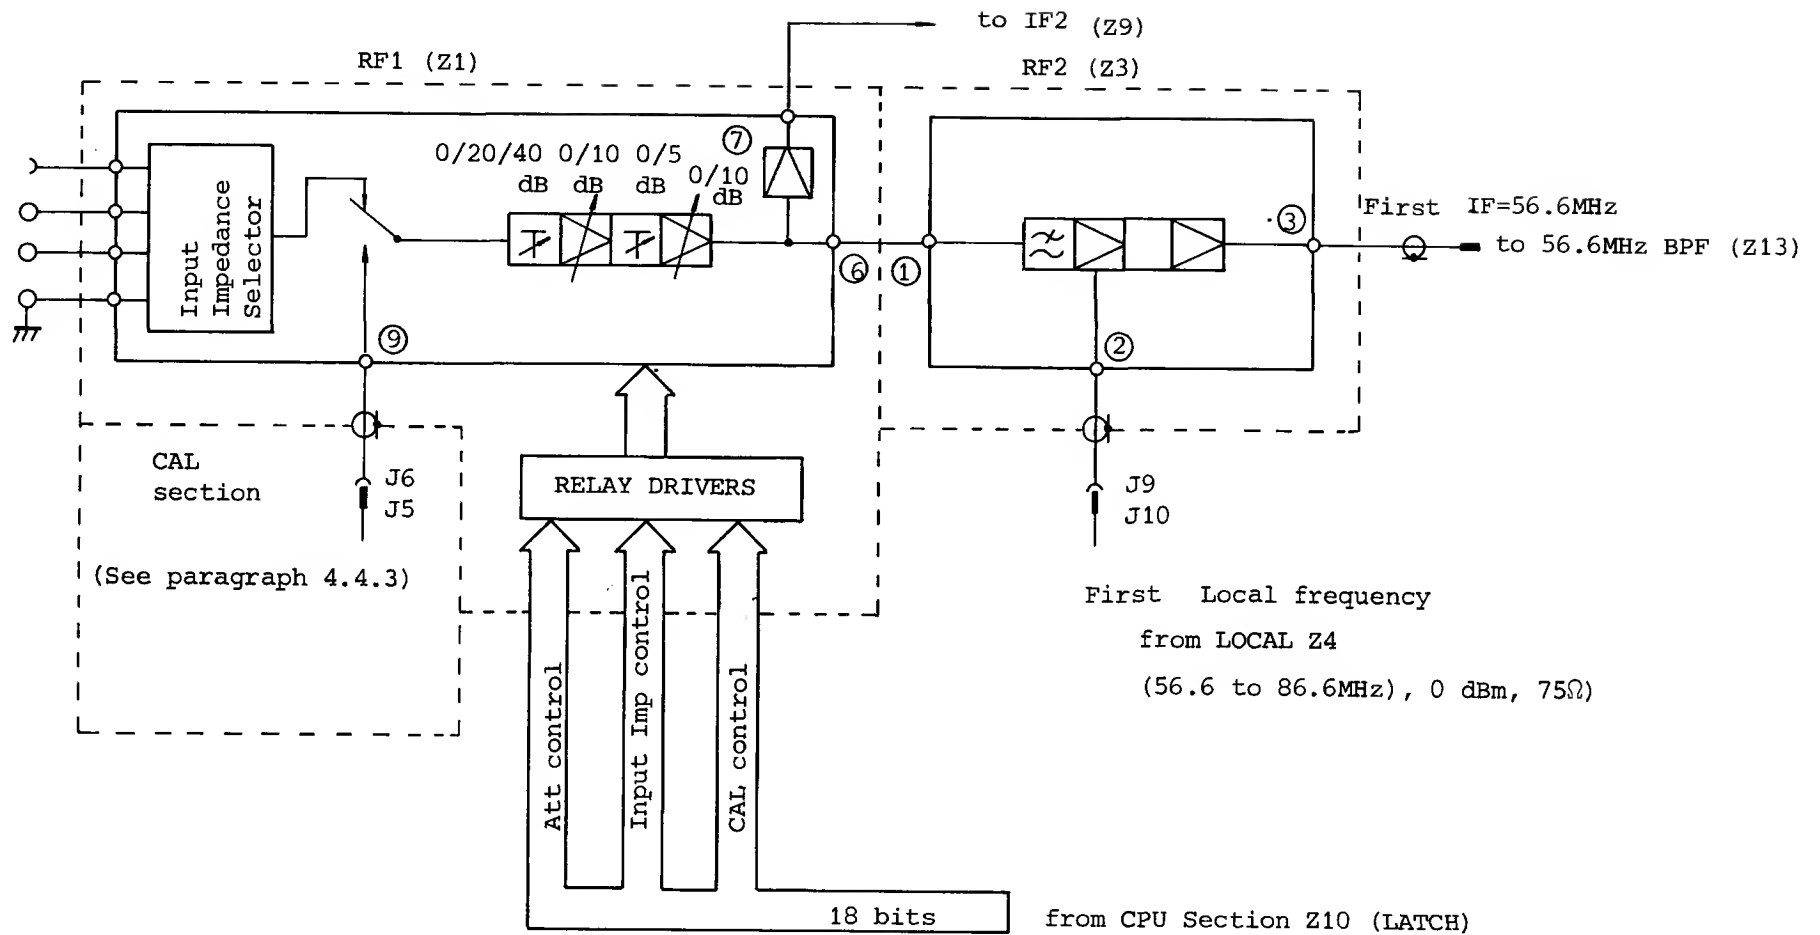 to IF2 (Z9)
RF1 (Z1)
RF2 (Z3)
⑦
0/20/40 dB
0/10 dB
0/5 dB
0/10 dB
Input Impedance Selector
③
First IF=56.6MHz
to 56.6MHz BPF (Z13)
⑥
①
⑨
②
CAL section
J6
J5
(See paragraph 4.4.3)
RELAY DRIVERS
J9
J10
First Local frequency
from LOCAL Z4
(56.6 to 86.6MHz), 0 dBm, 75Ω)
Att control
Input Imp control
CAL control
18 bits
from CPU Section Z10 (LATCH)